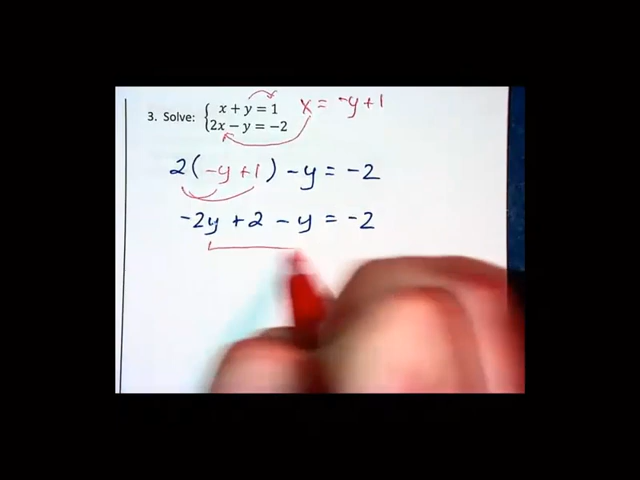 3. Solve: { x + y = 1 x = -y + 1
2x − y = −2
2(-y + 1) - y = -2
-2y + 2 - y = -2